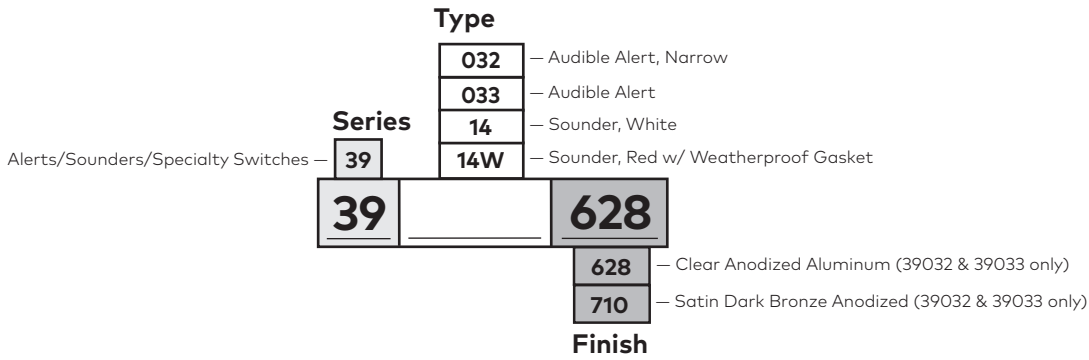 Type
032 — Audible Alert, Narrow
033 — Audible Alert
Series
14 — Sounder, White
Alerts/Sounders/Specialty Switches — 39
14W — Sounder, Red w/ Weatherproof Gasket
39 628
628 — Clear Anodized Aluminum (39032 & 39033 only)
710 — Satin Dark Bronze Anodized (39032 & 39033 only)
Finish